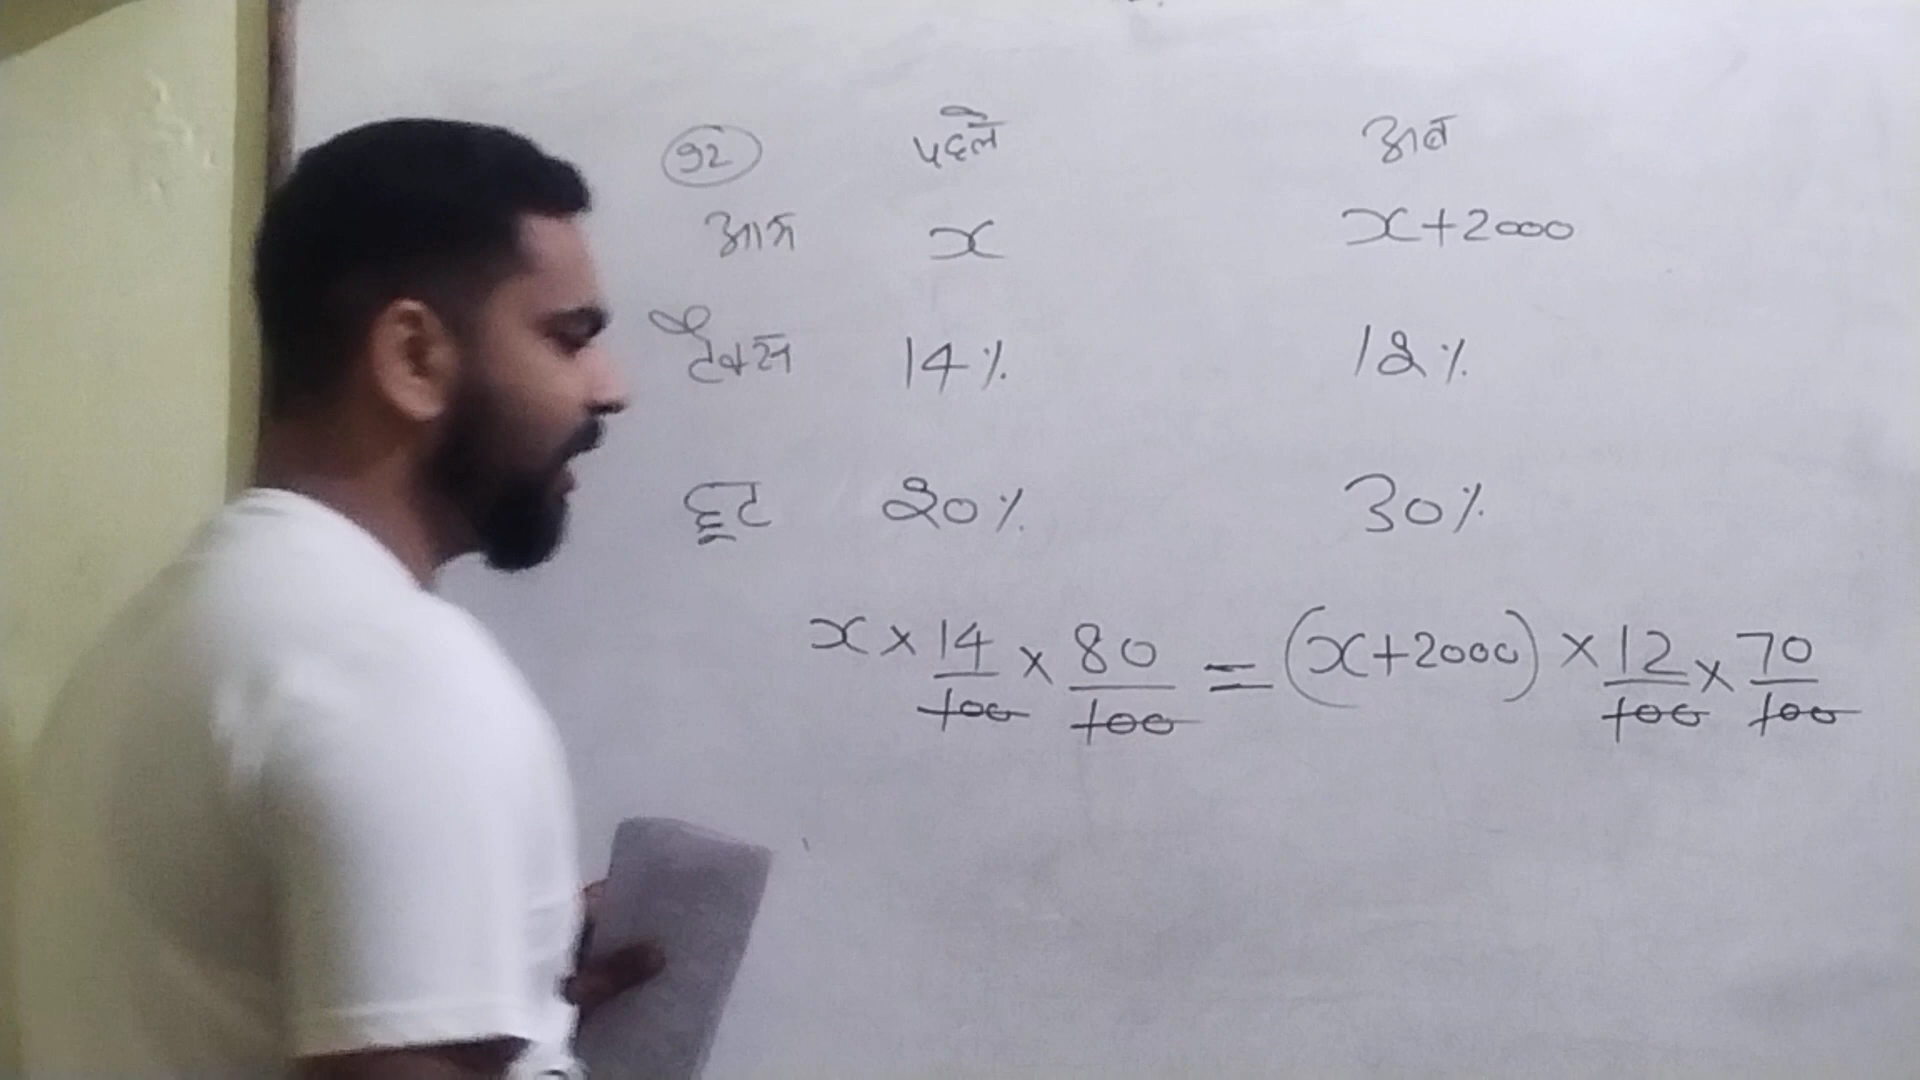 92 पहले अब
आय x x+2000
टैक्स 14% 12%
छूट 20% 30%
x × 14/100 × 80/100 = (x+2000) × 12/100 × 70/100